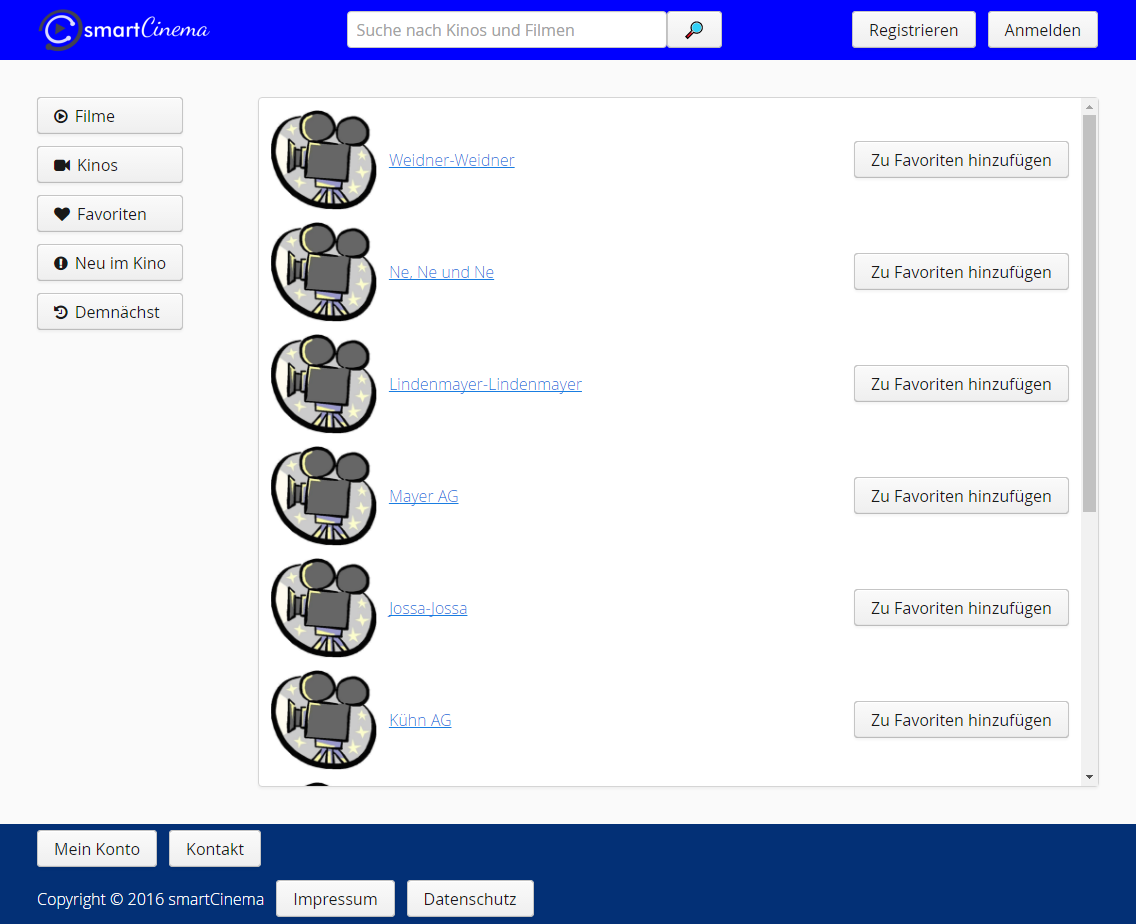 smartCinema
Suche nach Kinos und Filmen
Registrieren
Anmelden
Filme
Kinos
Favoriten
Neu im Kino
Demnächst
Weidner-Weidner
Zu Favoriten hinzufügen
Ne, Ne und Ne
Zu Favoriten hinzufügen
Lindenmayer-Lindenmayer
Zu Favoriten hinzufügen
Mayer AG
Zu Favoriten hinzufügen
Jossa-Jossa
Zu Favoriten hinzufügen
Kühn AG
Zu Favoriten hinzufügen
Mein Konto
Kontakt
Copyright © 2016 smartCinema
Impressum
Datenschutz